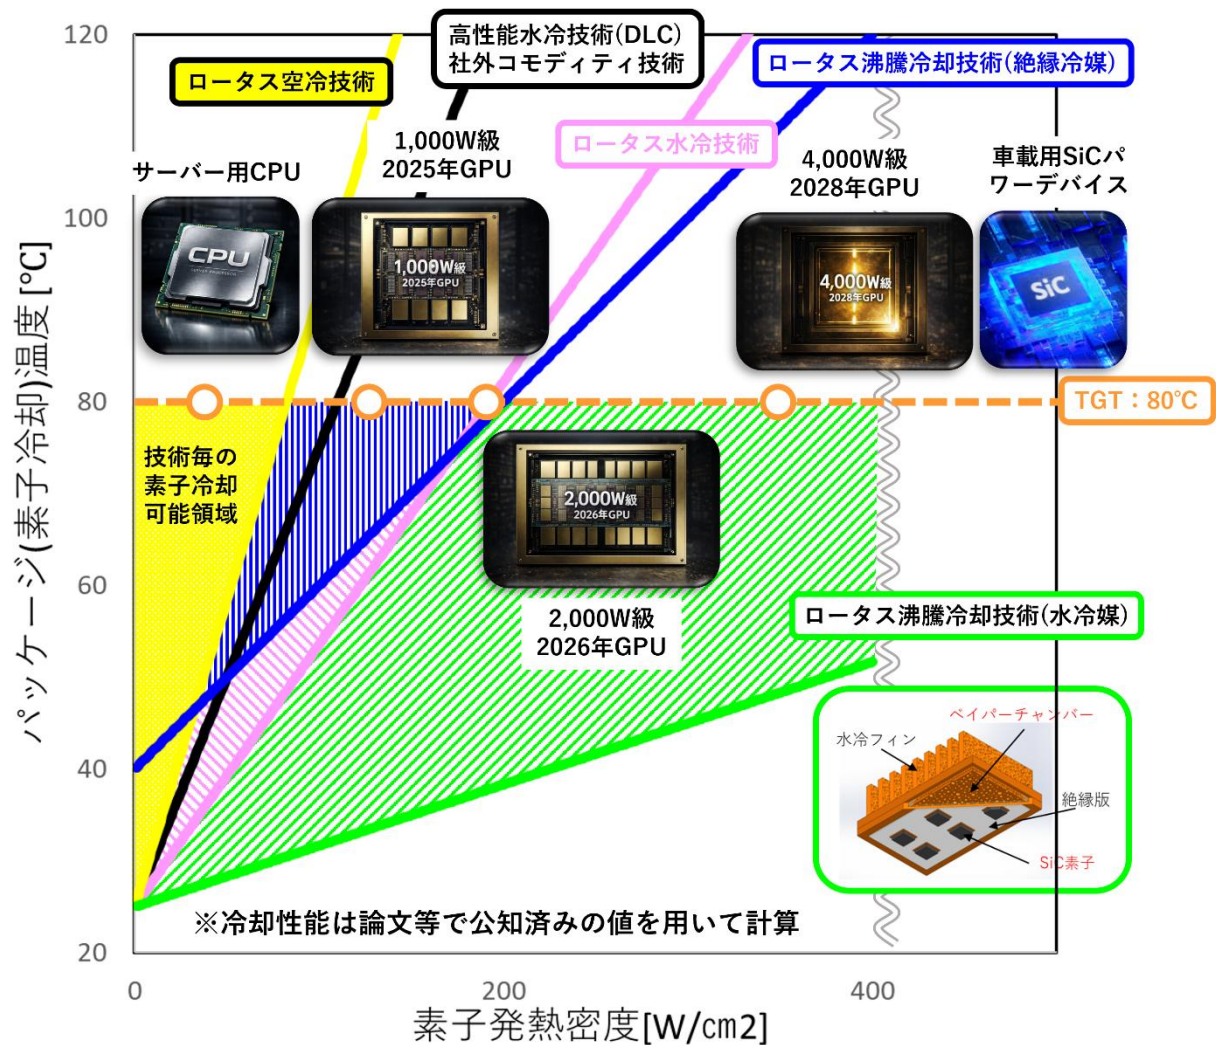 120
100
80
60
40
20
パッケージ(素子冷却)温度 [℃]
ロータス空冷技術
高性能水冷技術(DLC)
社外コモディティ技術
ロータス沸騰冷却技術(絶縁冷媒)
ロータス水冷技術
サーバー用CPU
1,000W級
2025年GPU
4,000W級
2028年GPU
車載用SiCパ
ワーデバイス
CPU
1,000W級
2025年GPU
4,000W級
2028年GPU
SiC
TGT：80℃
技術毎の
素子冷却
可能領域
2,000W級
2026年GPU
2,000W級
2026年GPU
ロータス沸騰冷却技術(水冷媒)
ベイパーチャンバー
水冷フィン
絶縁版
SiC素子
※冷却性能は論文等で公知済みの値を用いて計算
0
200
400
素子発熱密度[W/㎝2]